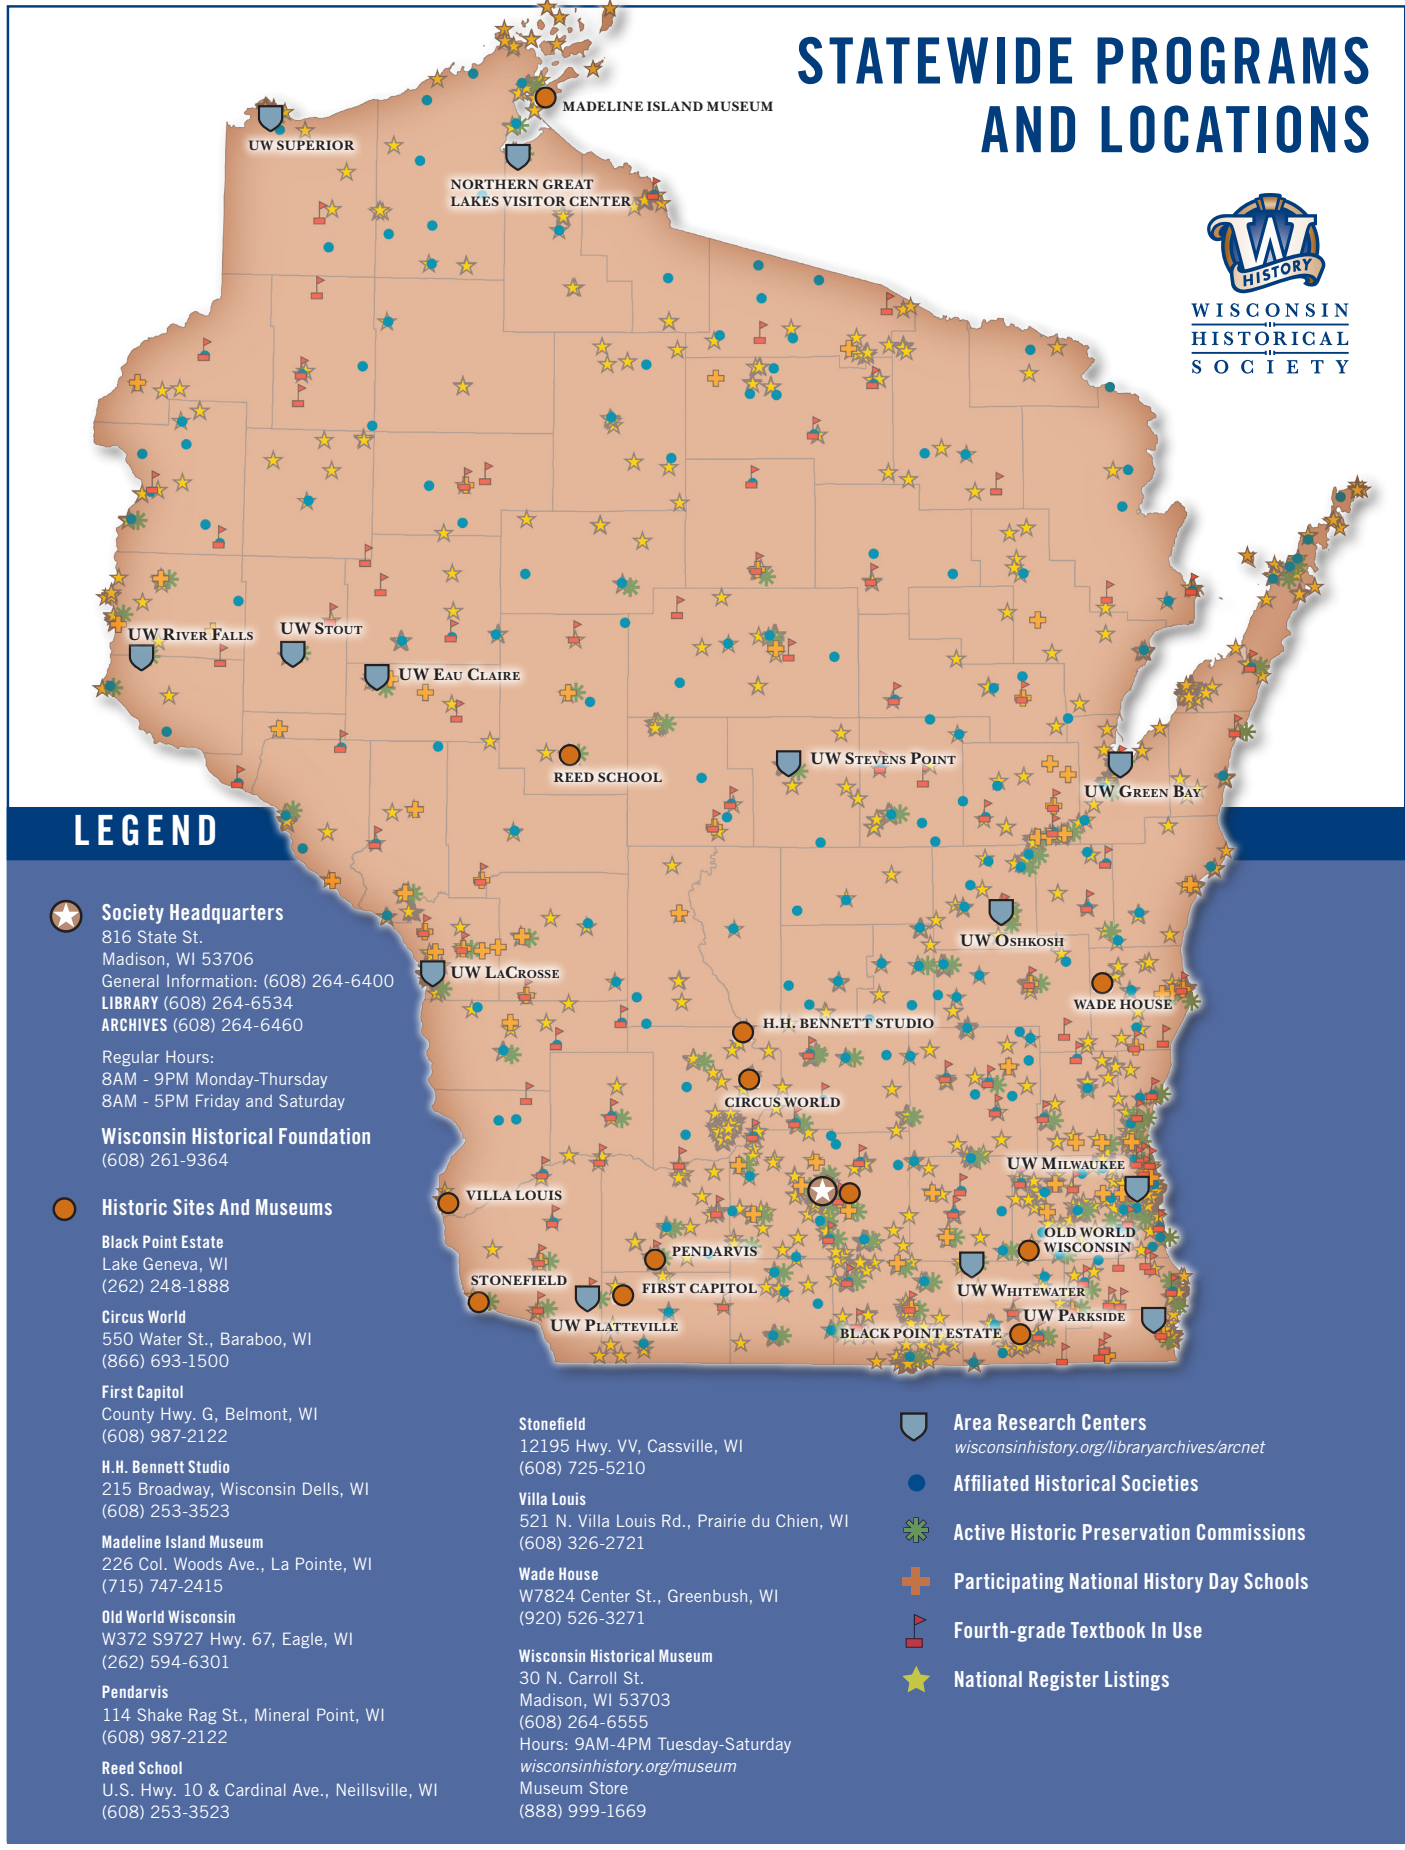 STATEWIDE PROGRAMS
AND LOCATIONS
W
HISTORY
WISCONSIN
HISTORICAL
SOCIETY
MADELINE ISLAND MUSEUM
UW SUPERIOR
NORTHERN GREAT
LAKES VISITOR CENTER
UW RIVER FALLS
UW STOUT
UW EAU CLAIRE
REED SCHOOL
UW STEVENS POINT
UW GREEN BAY
UW OSHKOSH
UW LACROSSE
WADE HOUSE
H.H. BENNETT STUDIO
CIRCUS WORLD
UW MILWAUKEE
VILLA LOUIS
OLD WORLD
WISCONSIN
PENDARVIS
STONEFIELD
FIRST CAPITOL
UW WHITEWATER
UW PLATTEVILLE
BLACK POINT ESTATE
UW PARKSIDE
LEGEND
Society Headquarters
816 State St.
Madison, WI 53706
General Information: (608) 264-6400
LIBRARY (608) 264-6534
ARCHIVES (608) 264-6460
Regular Hours:
8AM - 9PM Monday-Thursday
8AM - 5PM Friday and Saturday
Wisconsin Historical Foundation
(608) 261-9364
Historic Sites And Museums
Black Point Estate
Lake Geneva, WI
(262) 248-1888
Circus World
550 Water St., Baraboo, WI
(866) 693-1500
First Capitol
County Hwy. G, Belmont, WI
(608) 987-2122
H.H. Bennett Studio
215 Broadway, Wisconsin Dells, WI
(608) 253-3523
Madeline Island Museum
226 Col. Woods Ave., La Pointe, WI
(715) 747-2415
Old World Wisconsin
W372 S9727 Hwy. 67, Eagle, WI
(262) 594-6301
Pendarvis
114 Shake Rag St., Mineral Point, WI
(608) 987-2122
Reed School
U.S. Hwy. 10 & Cardinal Ave., Neillsville, WI
(608) 253-3523
Stonefield
12195 Hwy. VV, Cassville, WI
(608) 725-5210
Villa Louis
521 N. Villa Louis Rd., Prairie du Chien, WI
(608) 326-2721
Wade House
W7824 Center St., Greenbush, WI
(920) 526-3271
Wisconsin Historical Museum
30 N. Carroll St.
Madison, WI 53703
(608) 264-6555
Hours: 9AM-4PM Tuesday-Saturday
wisconsinhistory.org/museum
Museum Store
(888) 999-1669
Area Research Centers
wisconsinhistory.org/libraryarchives/arcnet
Affiliated Historical Societies
Active Historic Preservation Commissions
Participating National History Day Schools
Fourth-grade Textbook In Use
National Register Listings